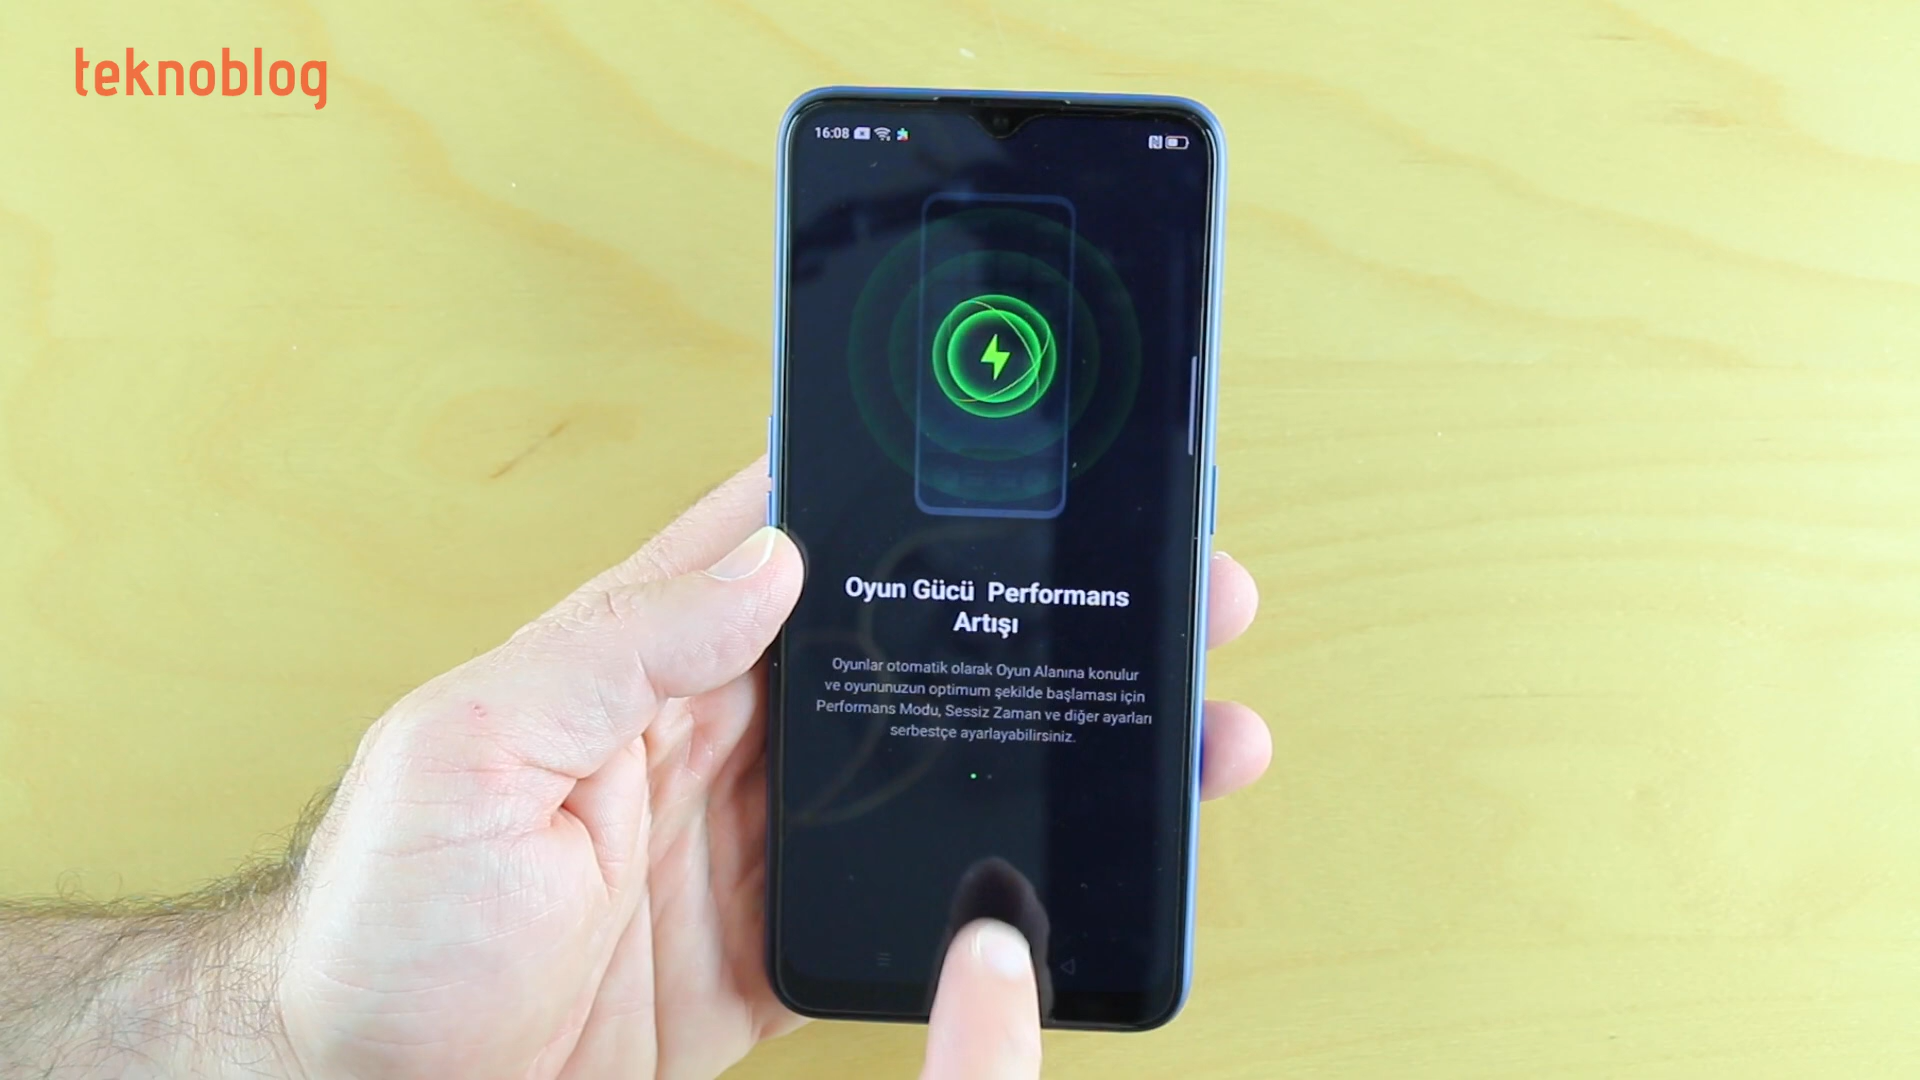 teknoblog
16:08
Oyun Gücü Performans
Artışı
Oyunlar otomatik olarak Oyun Alanına konulur
ve oyununuzun optimum şekilde başlaması için
Performans Modu, Sessiz Zaman ve diğer ayarları
serbestçe ayarlayabilirsiniz.